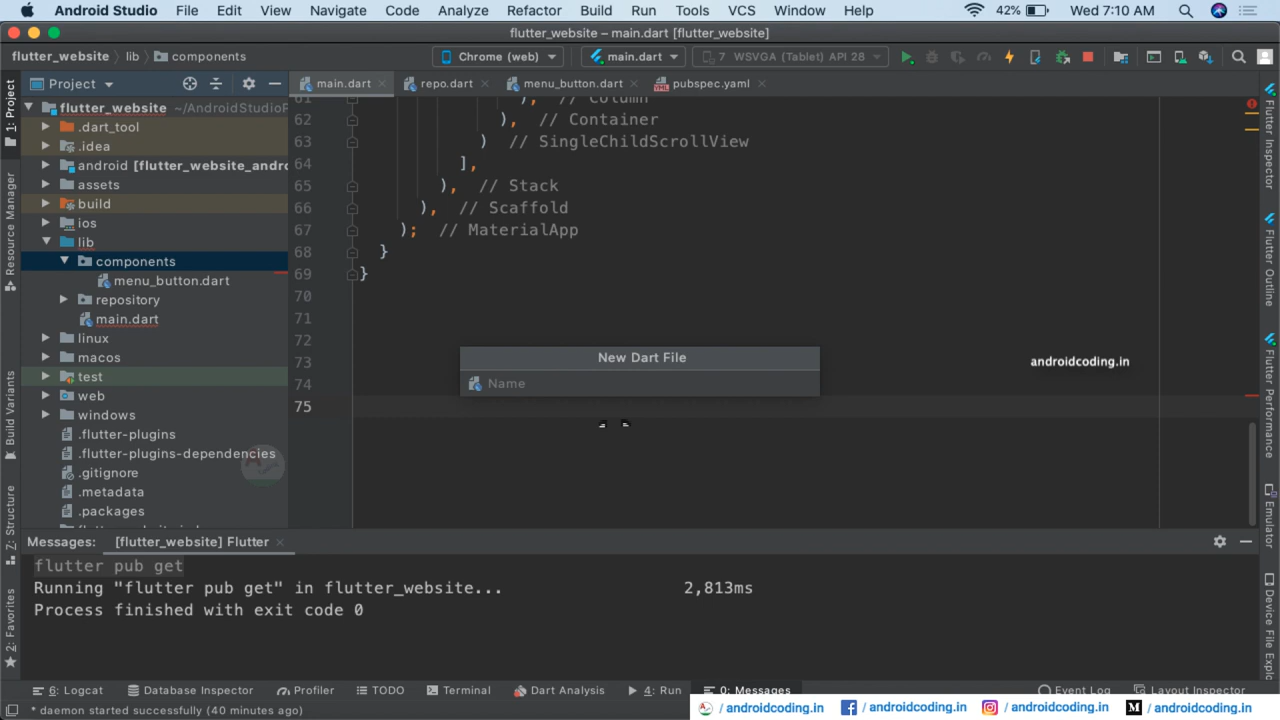 Android Studio File Edit View Navigate Code Analyze Refactor Build Run Tools VCS Window Help 42% Wed 7:10 AM
flutter_website – main.dart [flutter_website]
flutter_website lib components Chrome (web) main.dart 7 WSVGA (Tablet) API 28
Project main.dart repo.dart menu_button.dart pubspec.yaml
1: Project
Resource Manager
Build Variants
Z: Structure
2: Favorites
flutter_website ~/AndroidStudioP
.dart_tool
.idea
android [flutter_website_andro
assets
build
ios
lib
components
menu_button.dart
repository
main.dart
linux
macos
test
web
windows
.flutter-plugins
.flutter-plugins-dependencies
.gitignore
.metadata
.packages
61 ), // Column
62 ), // Container
63 ) // SingleChildScrollView
64 ],
65 ), // Stack
66 ), // Scaffold
67 ); // MaterialApp
68 }
69 }
70
71
72
73
74
75
New Dart File
Name
androidcoding.in
Flutter Inspector
Flutter Outline
Flutter Performance
Emulator
Device File Explo
Messages: [flutter_website] Flutter
flutter pub get
Running "flutter pub get" in flutter_website... 2,813ms
Process finished with exit code 0
6: Logcat Database Inspector Profiler TODO Terminal Dart Analysis 4: Run 0: Messages Event Log Layout Inspector
* daemon started successfully (40 minutes ago)
/ androidcoding.in / androidcoding.in / androidcoding.in / androidcoding.in